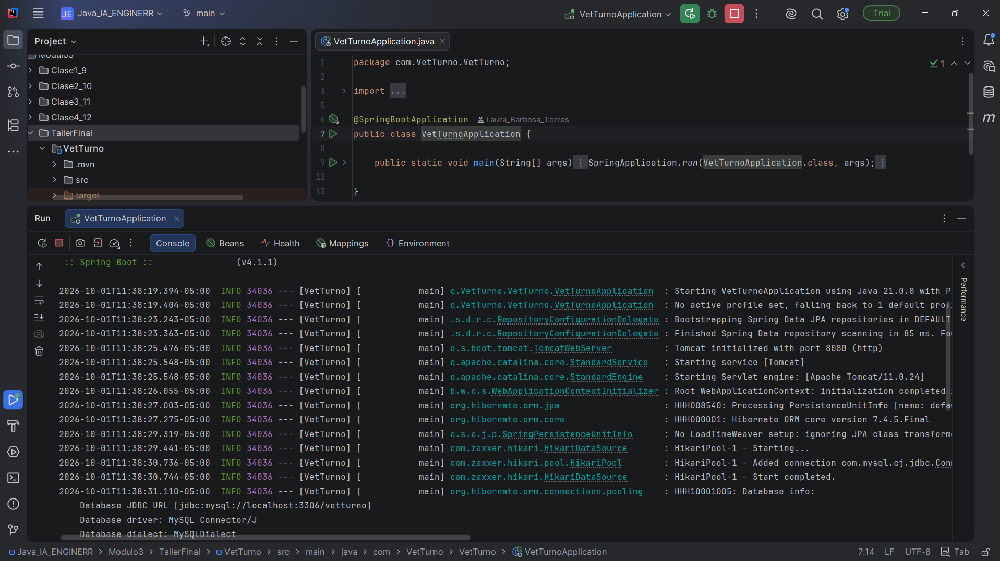 JE Java_IA_ENGINERR main VetTurnoApplication Trial
Project
VetTurnoApplication.java
Modulo3
Clase1_9
Clase2_10
Clase3_11
Clase4_12
TallerFinal
VetTurno
.mvn
src
target
1 package com.VetTurno.VetTurno;
1
2
3 import ...
5
6 @SpringBootApplication Laura_Barbosa_Torres
7 public class VetTurnoApplication {
8
9 public static void main(String[] args) { SpringApplication.run(VetTurnoApplication.class, args); }
12
13 }
Run VetTurnoApplication
Console Beans Health Mappings Environment
Performance
:: Spring Boot :: (v4.1.1)
2026-10-01T11:38:19.394-05:00 INFO 34036 --- [VetTurno] [ main] c.VetTurno.VetTurno.VetTurnoApplication : Starting VetTurnoApplication using Java 21.0.8 with P
2026-10-01T11:38:19.404-05:00 INFO 34036 --- [VetTurno] [ main] c.VetTurno.VetTurno.VetTurnoApplication : No active profile set, falling back to 1 default prof
2026-10-01T11:38:23.243-05:00 INFO 34036 --- [VetTurno] [ main] .s.d.r.c.RepositoryConfigurationDelegate : Bootstrapping Spring Data JPA repositories in DEFAULT
2026-10-01T11:38:23.363-05:00 INFO 34036 --- [VetTurno] [ main] .s.d.r.c.RepositoryConfigurationDelegate : Finished Spring Data repository scanning in 85 ms. Fo
2026-10-01T11:38:25.476-05:00 INFO 34036 --- [VetTurno] [ main] o.s.boot.tomcat.TomcatWebServer : Tomcat initialized with port 8080 (http)
2026-10-01T11:38:25.548-05:00 INFO 34036 --- [VetTurno] [ main] o.apache.catalina.core.StandardService : Starting service [Tomcat]
2026-10-01T11:38:25.548-05:00 INFO 34036 --- [VetTurno] [ main] o.apache.catalina.core.StandardEngine : Starting Servlet engine: [Apache Tomcat/11.0.24]
2026-10-01T11:38:26.055-05:00 INFO 34036 --- [VetTurno] [ main] b.w.c.s.WebApplicationContextInitializer : Root WebApplicationContext: initialization completed
2026-10-01T11:38:27.003-05:00 INFO 34036 --- [VetTurno] [ main] org.hibernate.orm.jpa : HHH008540: Processing PersistenceUnitInfo [name: defa
2026-10-01T11:38:27.275-05:00 INFO 34036 --- [VetTurno] [ main] org.hibernate.orm.core : HHH000001: Hibernate ORM core version 7.4.5.Final
2026-10-01T11:38:29.319-05:00 INFO 34036 --- [VetTurno] [ main] o.s.o.j.p.SpringPersistenceUnitInfo : No LoadTimeWeaver setup: ignoring JPA class transform
2026-10-01T11:38:29.441-05:00 INFO 34036 --- [VetTurno] [ main] com.zaxxer.hikari.HikariDataSource : HikariPool-1 - Starting...
2026-10-01T11:38:30.736-05:00 INFO 34036 --- [VetTurno] [ main] com.zaxxer.hikari.pool.HikariPool : HikariPool-1 - Added connection com.mysql.cj.jdbc.Conn
2026-10-01T11:38:30.744-05:00 INFO 34036 --- [VetTurno] [ main] com.zaxxer.hikari.HikariDataSource : HikariPool-1 - Start completed.
2026-10-01T11:38:31.110-05:00 INFO 34036 --- [VetTurno] [ main] org.hibernate.orm.connections.pooling : HHH10001005: Database info:
Database JDBC URL [jdbc:mysql://localhost:3306/vetturno]
Database driver: MySQL Connector/J
Database dialect: MySQLDialect
Java_IA_ENGINERR > Modulo3 > TallerFinal > VetTurno > src > main > java > com > VetTurno > VetTurno > VetTurnoApplication 7:14 LF UTF-8 Tab